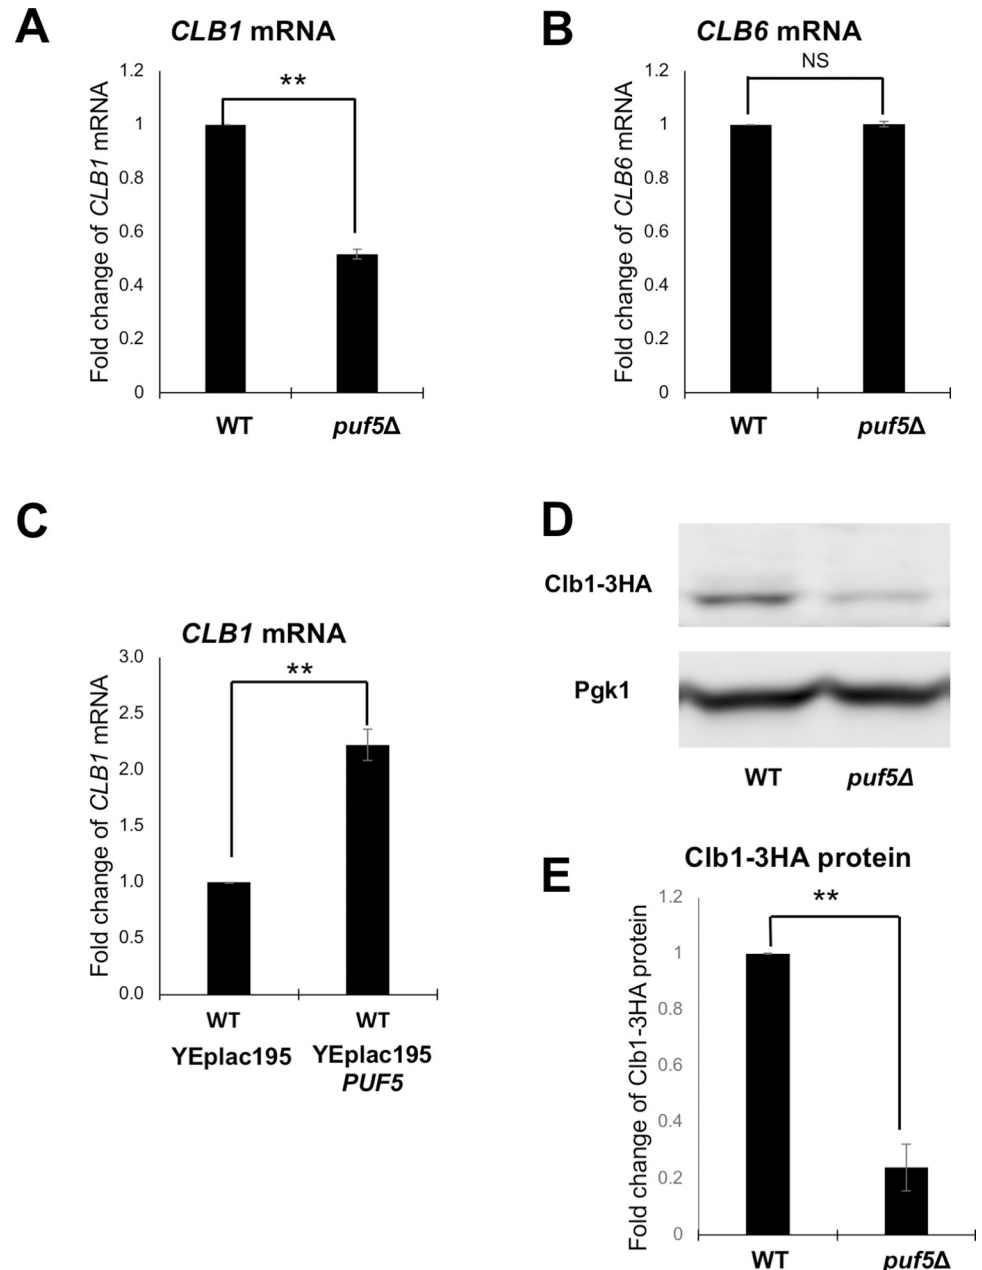 A
CLB1 mRNA
Fold change of CLB1 mRNA
1.2
1
0.8
0.6
0.4
0.2
0
**
WT
puf5Δ
B
CLB6 mRNA
Fold change of CLB6 mRNA
1.2
1
0.8
0.6
0.4
0.2
0
NS
WT
puf5Δ
C
CLB1 mRNA
Fold change of CLB1 mRNA
3.0
2.5
2.0
1.5
1.0
0.5
0.0
**
WT
YEplac195
WT
YEplac195
PUF5
D
Clb1-3HA
Pgk1
WT
puf5Δ
E
Clb1-3HA protein
Fold change of Clb1-3HA protein
1.2
1
0.8
0.6
0.4
0.2
0
**
WT
puf5Δ